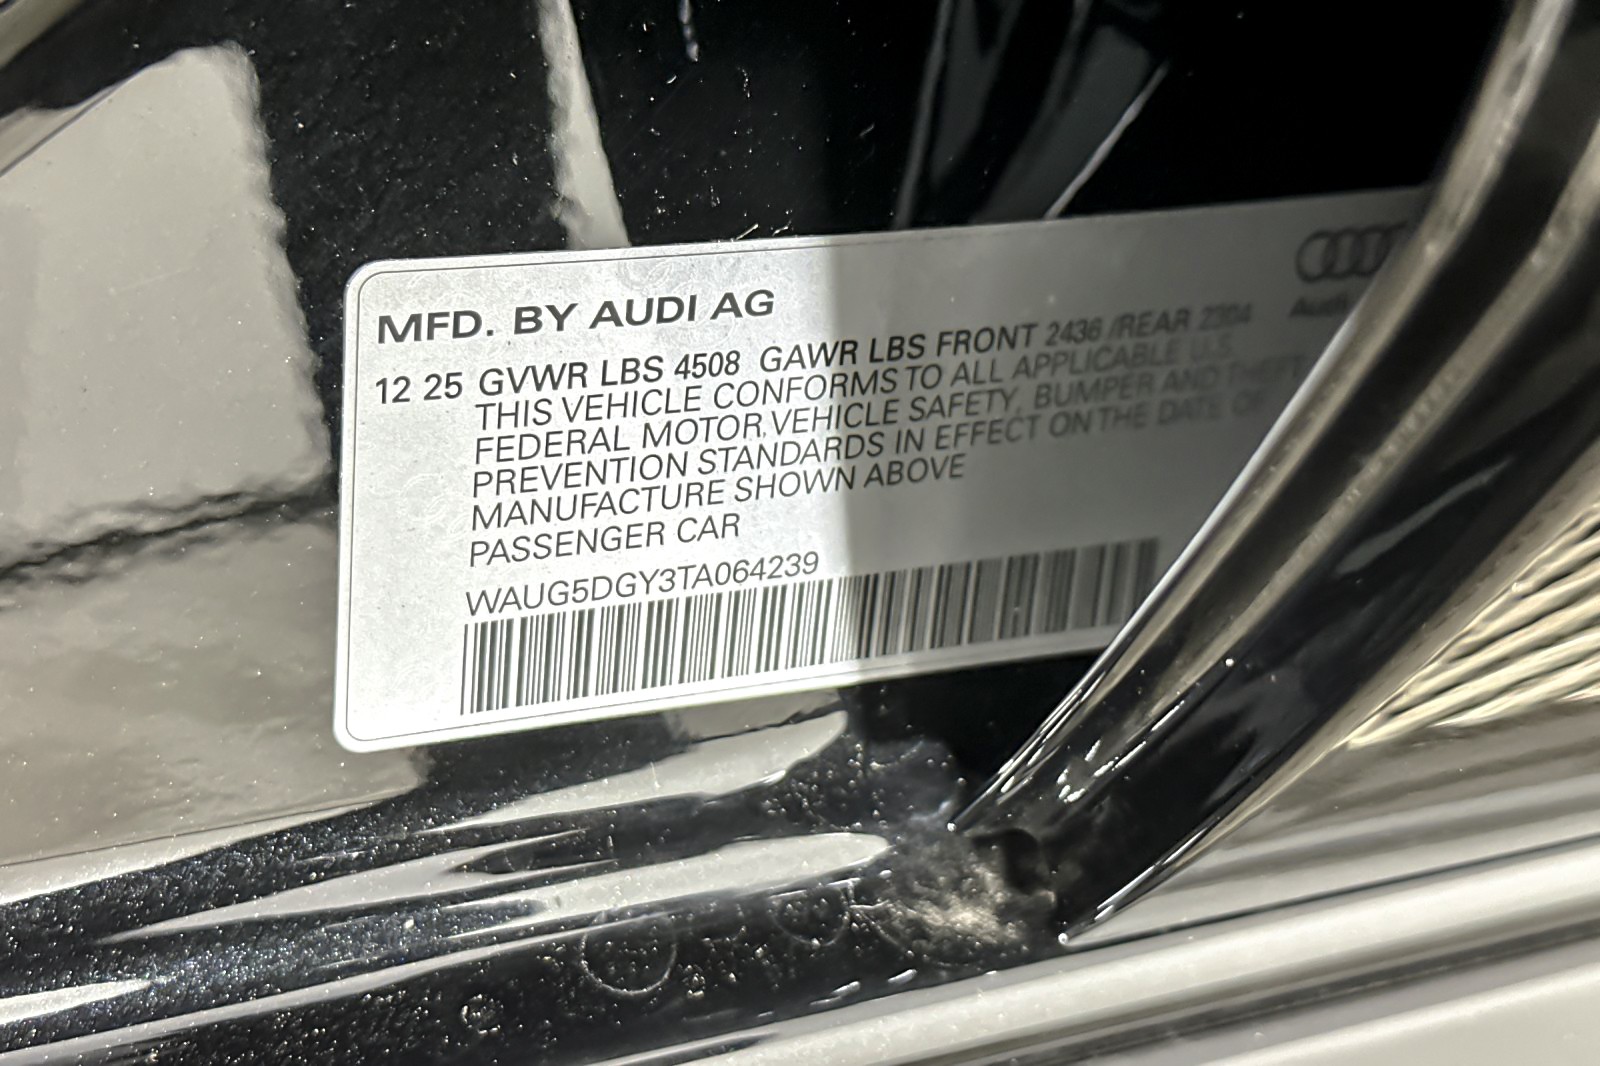 MFD. BY AUDI AG
12 25 GVWR LBS 4508 GAWR LBS FRONT 2436 /REAR 2304
THIS VEHICLE CONFORMS TO ALL APPLICABLE U.S.
FEDERAL MOTOR VEHICLE SAFETY, BUMPER AND THEFT
PREVENTION STANDARDS IN EFFECT ON THE DATE OF
MANUFACTURE SHOWN ABOVE
PASSENGER CAR
WAUG5DGY3TA064239
Audi